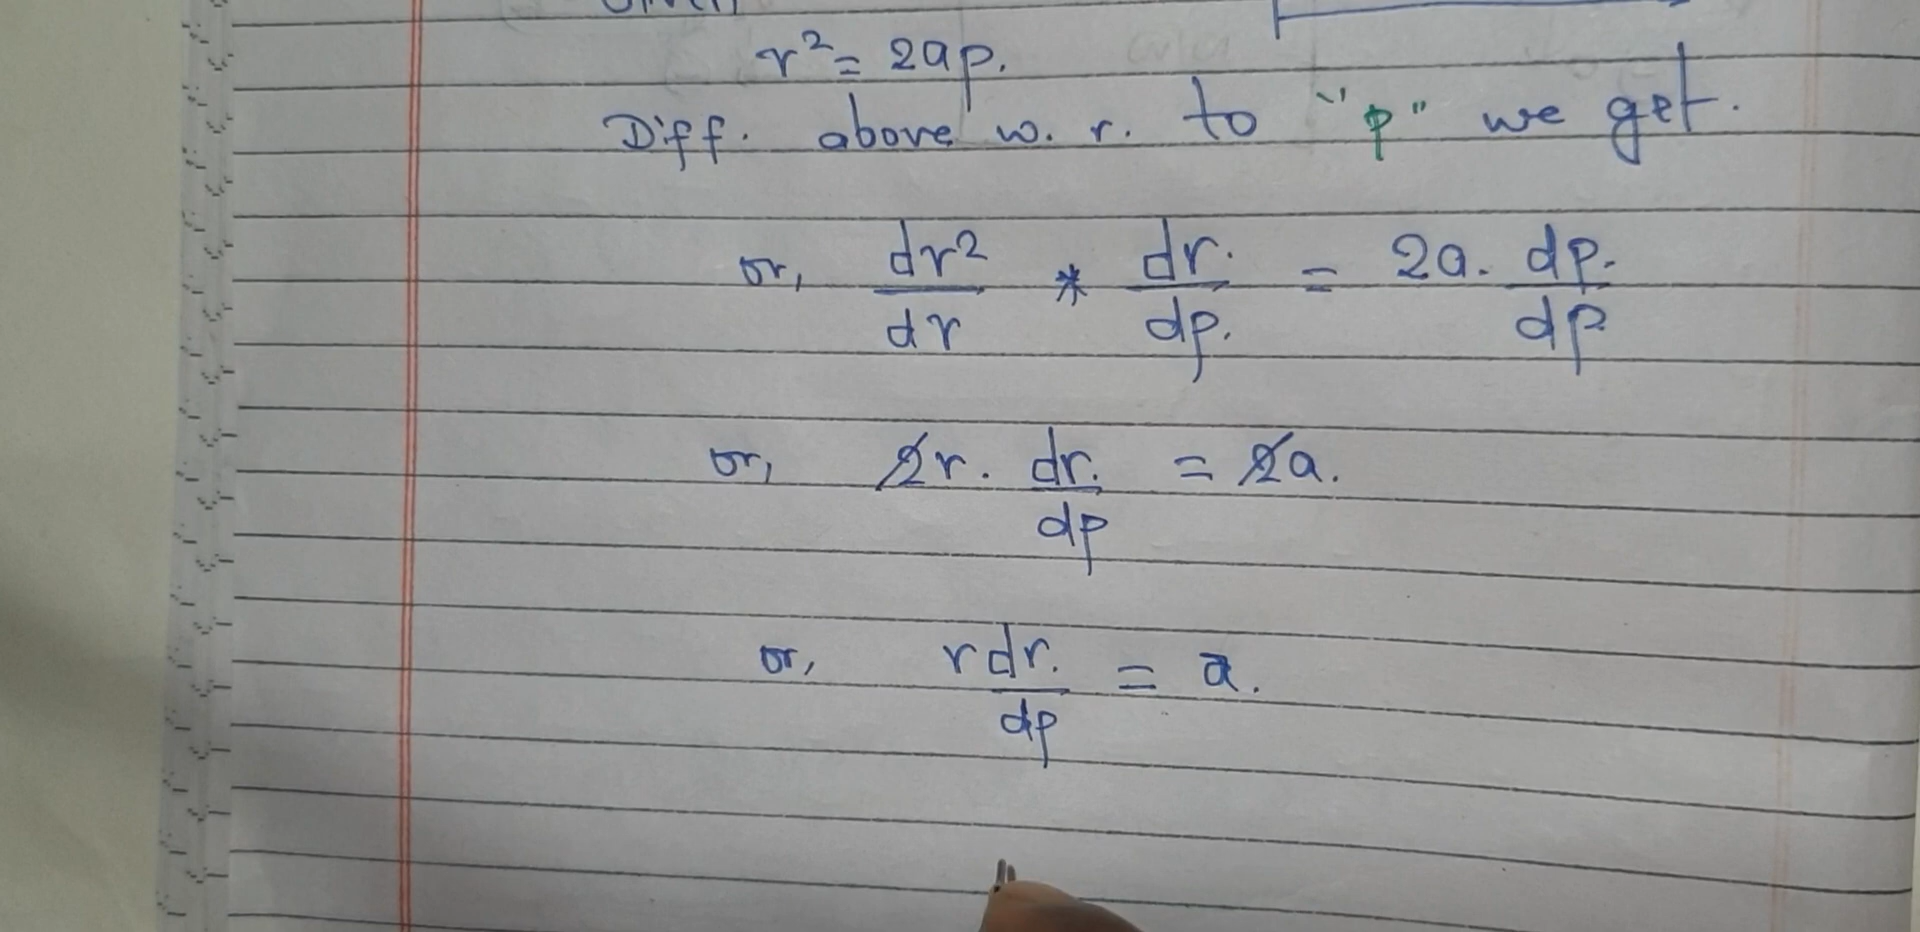 r² = 2ap.
Diff. above w. r. to "p" we get.
or, dr²/dr * dr./dp. = 2a. dp./dp
or, 2r. dr./dp = 2a.
or, r dr./dp = a.